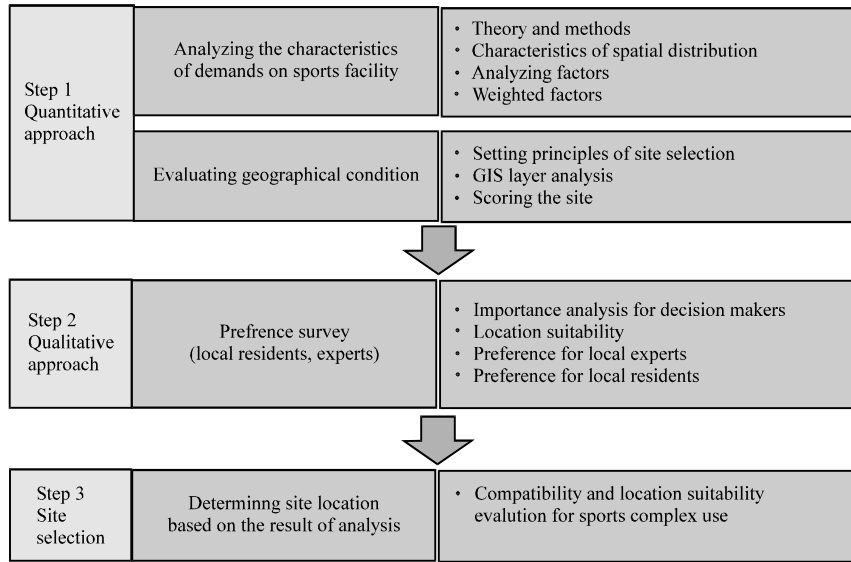 Step 1
Quantitative
approach
Analyzing the characteristics
of demands on sports facility
• Theory and methods
• Characteristics of spatial distribution
• Analyzing factors
• Weighted factors
Evaluating geographical condition
• Setting principles of site selection
• GIS layer analysis
• Scoring the site
Step 2
Qualitative
approach
Prefrence survey
(local residents, experts)
• Importance analysis for decision makers
• Location suitability
• Preference for local experts
• Preference for local residents
Step 3
Site
selection
Determinng site location
based on the result of analysis
• Compatibility and location suitability
evalution for sports complex use